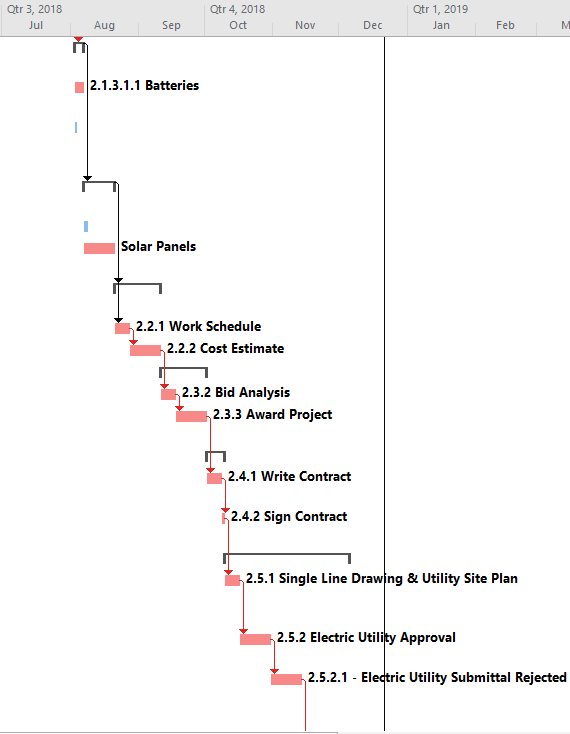 Qtr 3, 2018 Qtr 4, 2018 Qtr 1, 2019
Jul Aug Sep Oct Nov Dec Jan Feb M
2.1.3.1.1 Batteries
Solar Panels
2.2.1 Work Schedule
2.2.2 Cost Estimate
2.3.2 Bid Analysis
2.3.3 Award Project
2.4.1 Write Contract
2.4.2 Sign Contract
2.5.1 Single Line Drawing & Utility Site Plan
2.5.2 Electric Utility Approval
2.5.2.1 - Electric Utility Submittal Rejected